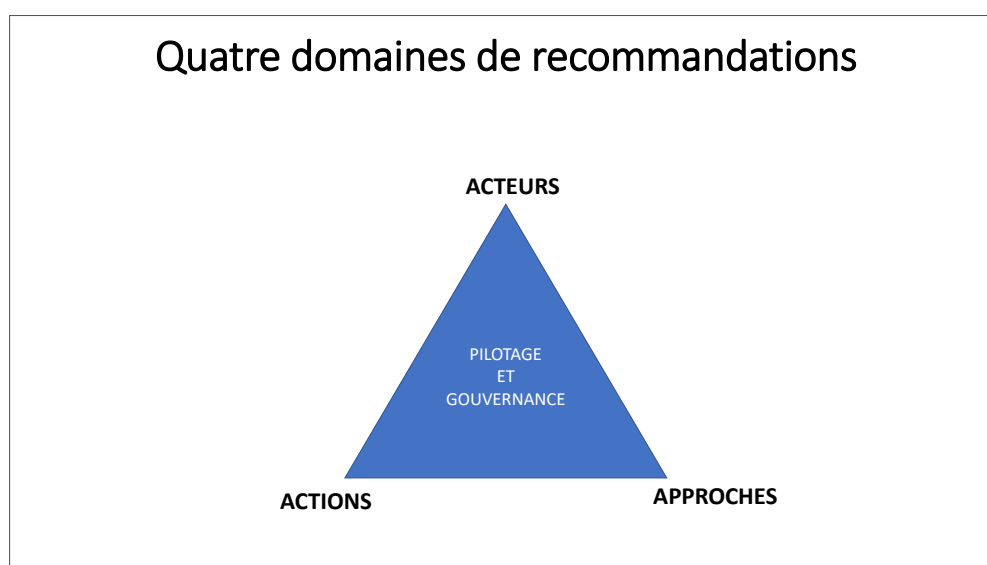 Quatre domaines de recommandations
ACTEURS
PILOTAGE
ET
GOUVERNANCE
ACTIONS
APPROCHES